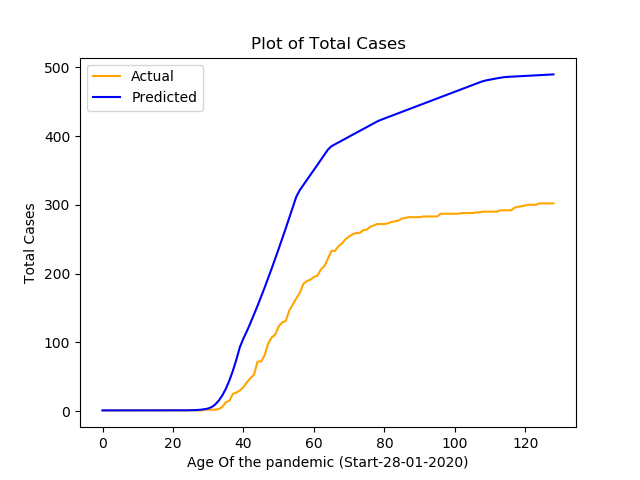 Plot of Total Cases
Actual
Predicted
Total Cases
500
400
300
200
100
0
0 20 40 60 80 100 120
Age Of the pandemic (Start-28-01-2020)